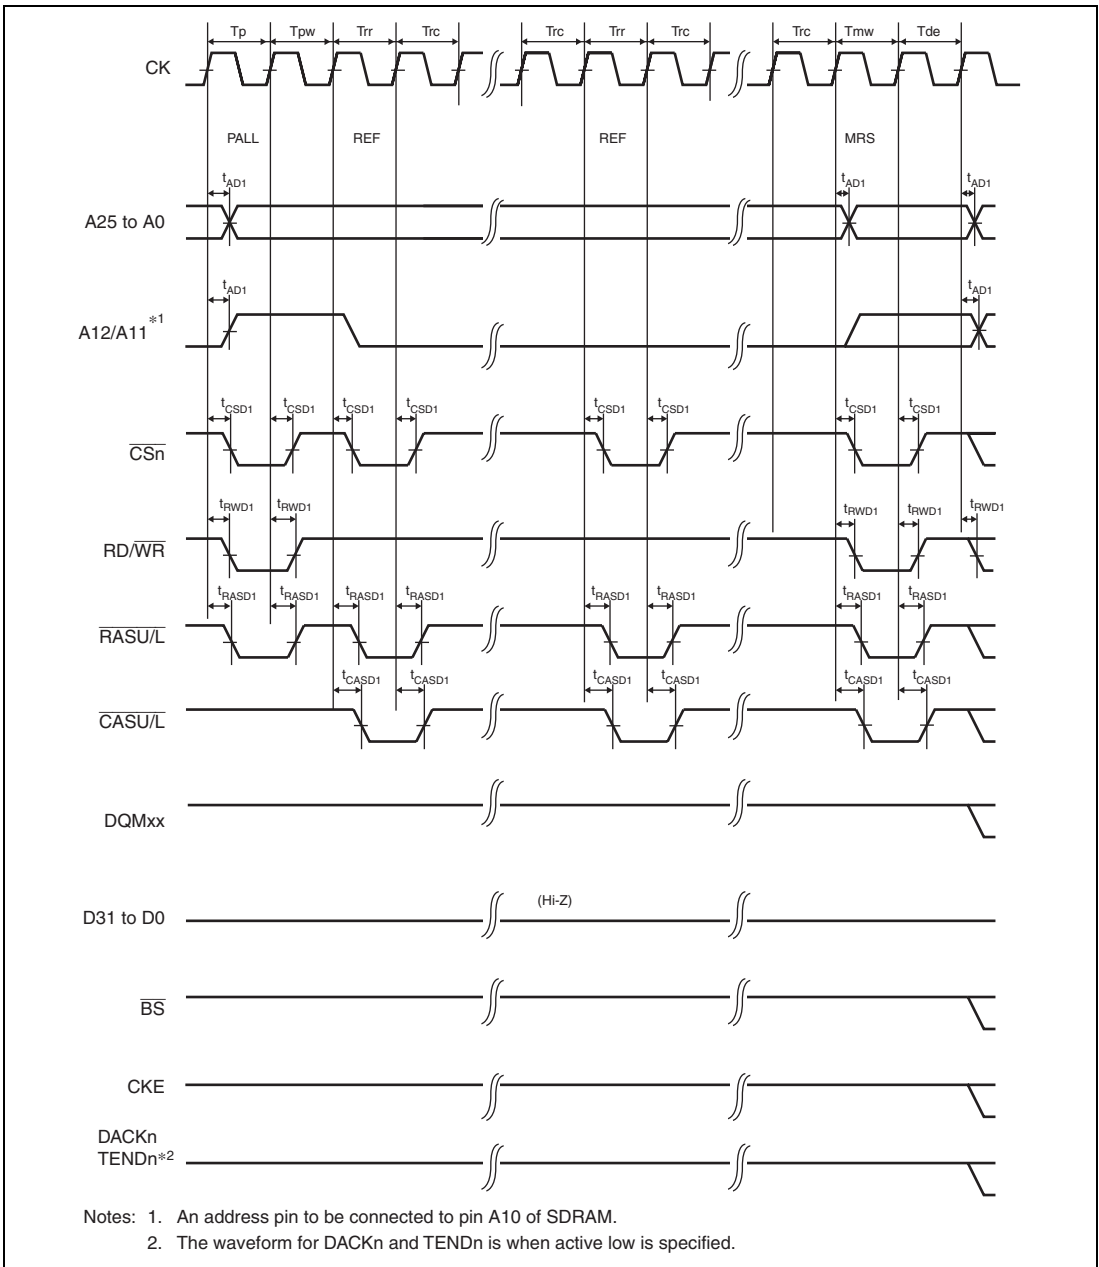 Tp Tpw Trr Trc Trc Trr Trc Trc Tmw Tde
CK
PALL REF REF MRS
tAD1 tAD1 tAD1
A25 to A0
tAD1 tAD1
A12/A11*1
tCSD1 tCSD1 tCSD1 tCSD1 tCSD1 tCSD1 tCSD1 tCSD1
CSn
tRWD1 tRWD1 tRWD1 tRWD1 tRWD1
RD/WR
tRASD1 tRASD1 tRASD1 tRASD1 tRASD1 tRASD1 tRASD1 tRASD1
RASU/L
tCASD1 tCASD1 tCASD1 tCASD1 tCASD1 tCASD1
CASU/L
DQMxx
(Hi-Z)
D31 to D0
BS
CKE
DACKn
TENDn*2
Notes: 1. An address pin to be connected to pin A10 of SDRAM.
2. The waveform for DACKn and TENDn is when active low is specified.